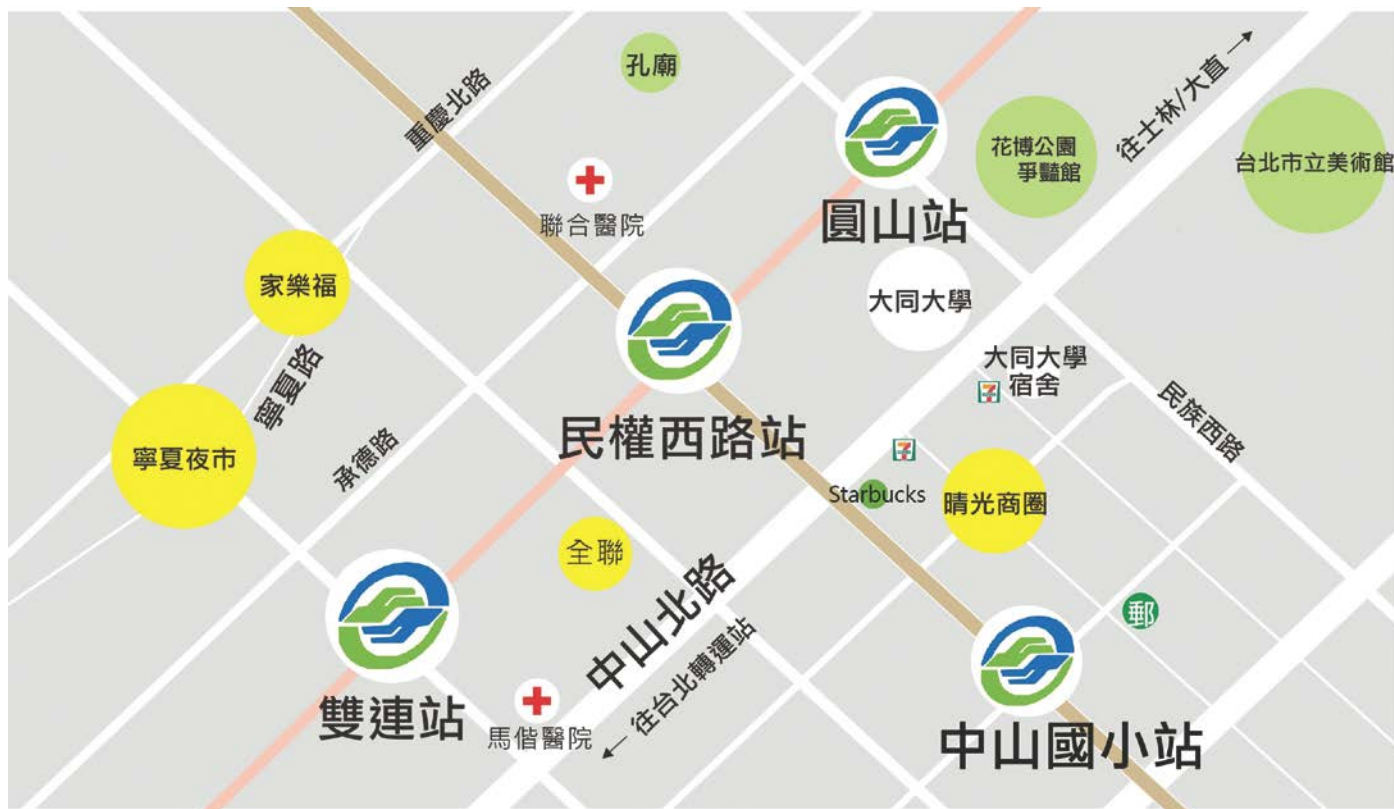 孔廟
重慶北路
往士林/大直
花博公園
爭豔館
台北市立美術館
聯合醫院
圓山站
家樂福
大同大學
寧夏路
大同大學
宿舍
7
民族西路
民權西路站
寧夏夜市
承德路
7
Starbucks
晴光商圈
全聯
中山北路
郵
往台北轉運站
雙連站
馬偕醫院
中山國小站